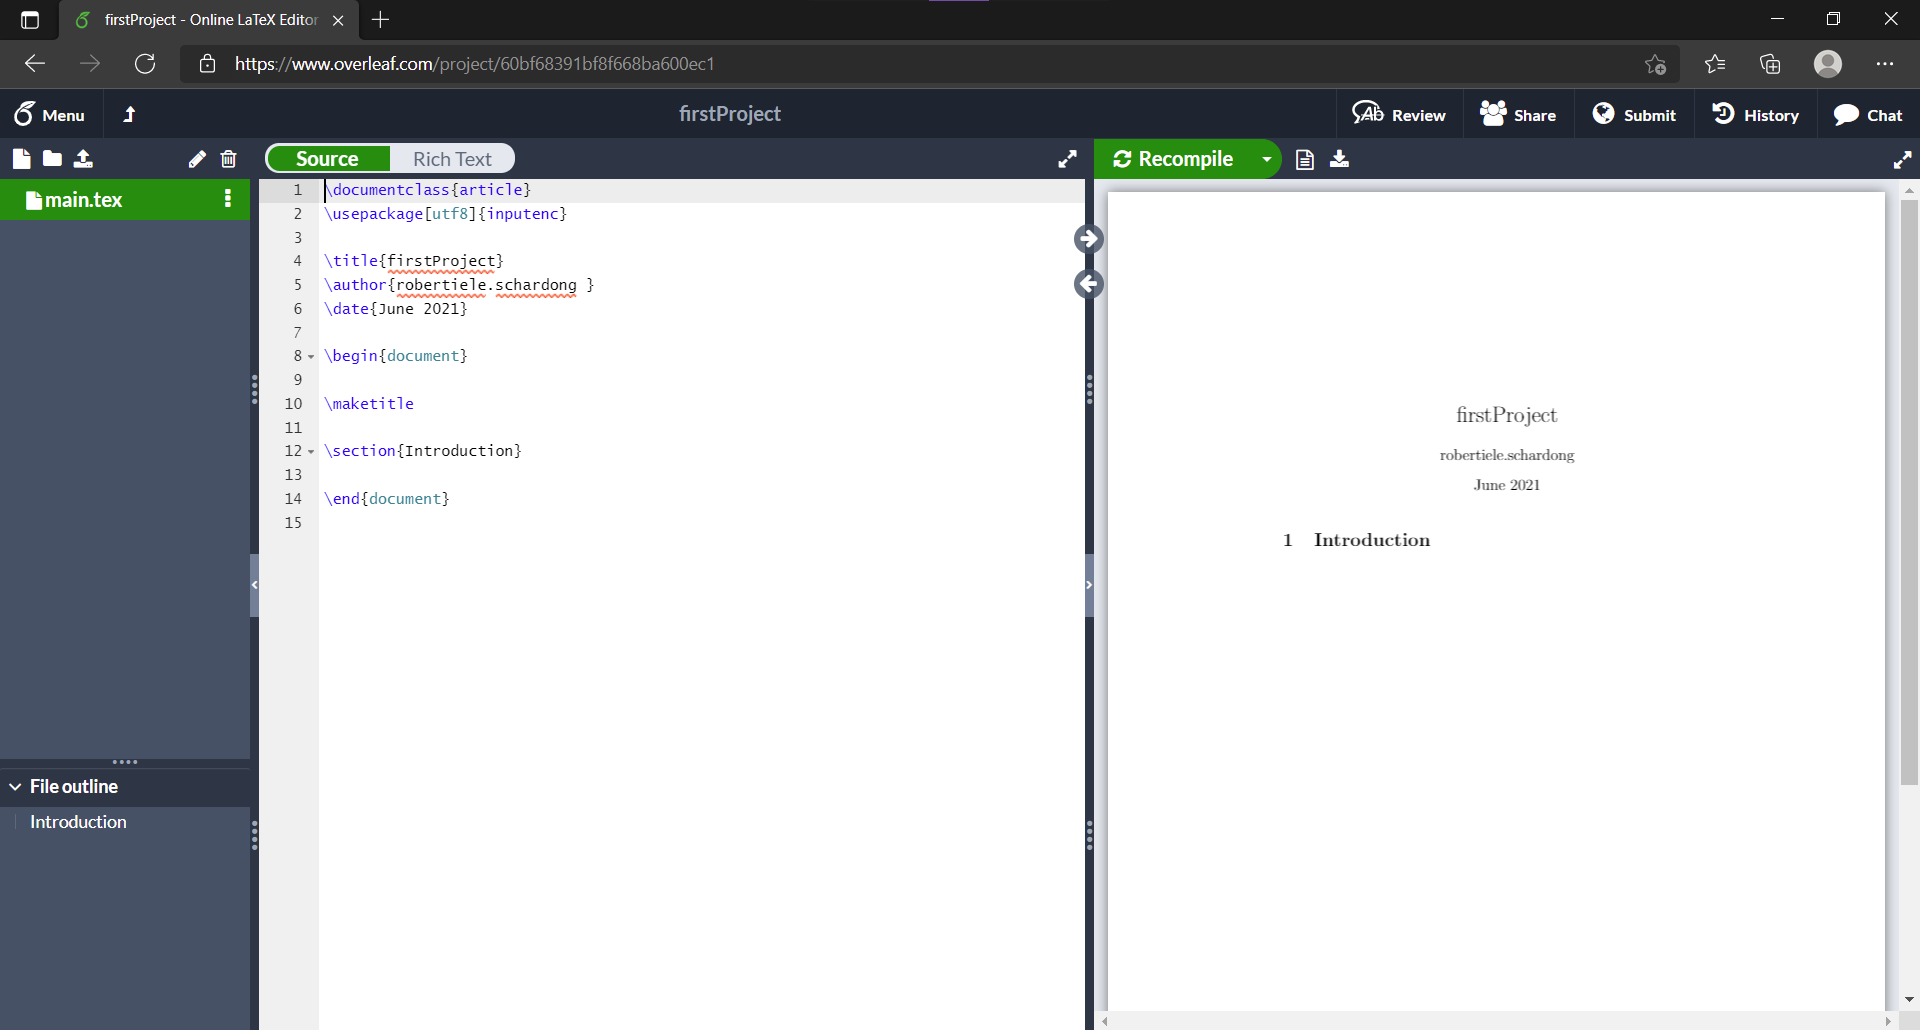 firstProject - Online LaTeX Editor
https://www.overleaf.com/project/60bf68391bf8f668ba600ec1
Menu
firstProject
Review
Share
Submit
History
Chat
Source
Rich Text
Recompile
main.tex
1 \documentclass{article}
2 \usepackage[utf8]{inputenc}
3
4 \title{firstProject}
5 \author{robertiele.schardong }
6 \date{June 2021}
7
8 \begin{document}
9
10 \maketitle
11
12 \section{Introduction}
13
14 \end{document}
15
File outline
Introduction
firstProject
robertiele.schardong
June 2021
1 Introduction